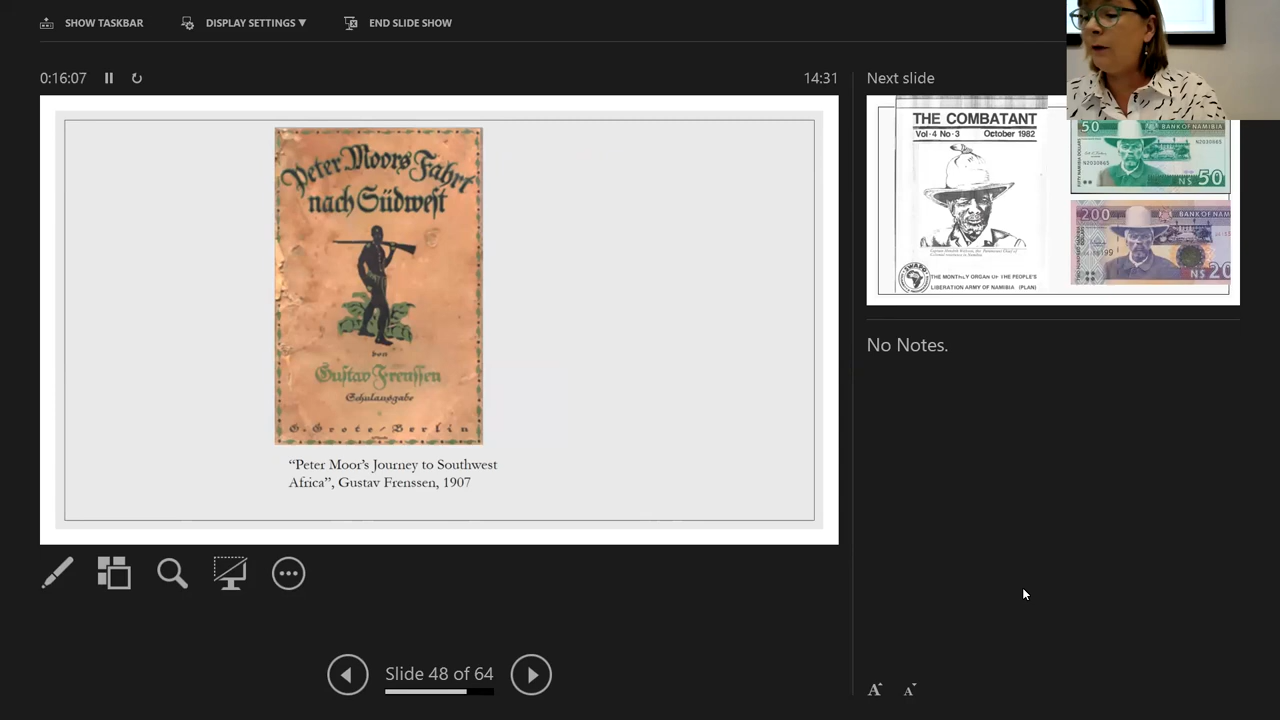 SHOW TASKBAR
DISPLAY SETTINGS ▼
END SLIDE SHOW
0:16:07
14:31
Next slide
Peter Moors Fahrt
nach Südwest
von
Gustav Frenssen
Schulausgabe
G. Grote / Berlin
“Peter Moor’s Journey to Southwest
Africa”, Gustav Frenssen, 1907
THE COMBATANT
Vol·4 No·3 October 1982
THE MONTHLY ORGAN OF THE PEOPLE'S
LIBERATION ARMY OF NAMIBIA (PLAN)
50
BANK OF NAMIBIA
N$ 50
200
BANK OF NAM
N$ 20
No Notes.
Slide 48 of 64
A
A